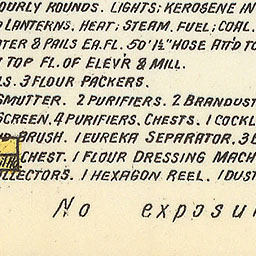 OURLY ROUNDS. LIGHTS; KEROSENE IN
LANTERNS. HEAT; STEAM. FUEL; COAL.
TER & PAILS EA. FL. 50' 1½" HOSE ATT'D TO
TOP FL. OF ELEV'R & MILL.
LS. 3 FLOUR PACKERS.
SMUTTER. 2 PURIFIERS. 2 BRANDUST
SCREEN. 4 PURIFIERS. CHESTS. 1 COCKL
BRUSH. 1 EUREKA SEPARATOR. 3
CHEST. 1 FLOUR DRESSING MACH
LLECTORS. 1 HEXAGON REEL. 1 DUST
No exposu